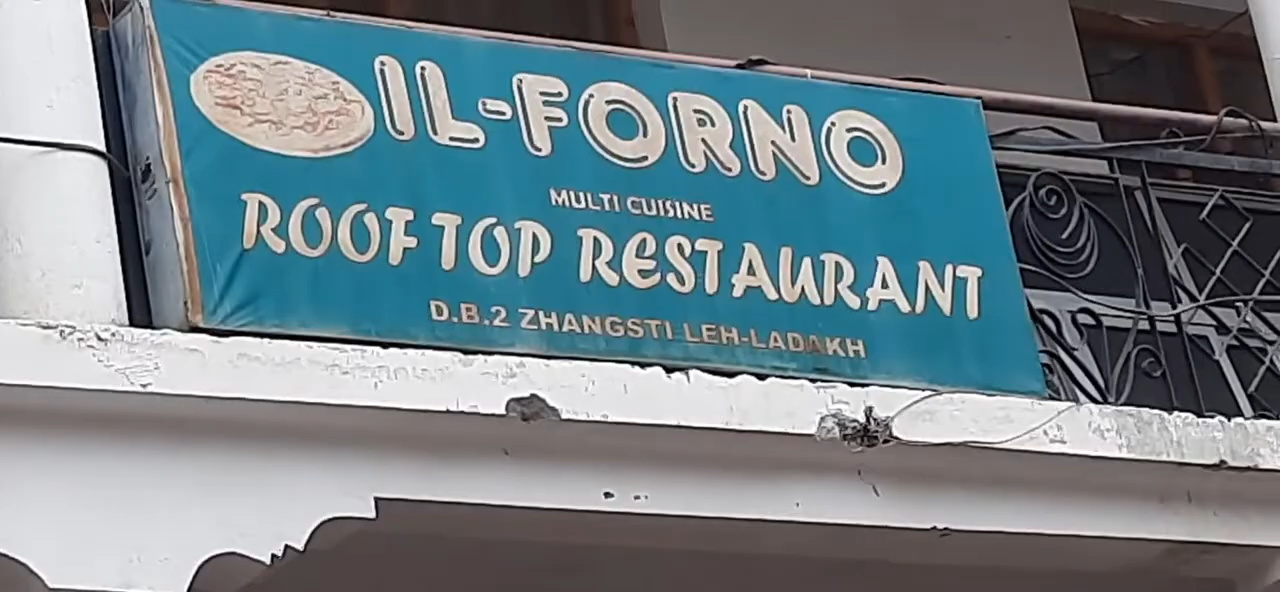 IL-FORNO
MULTI CUISINE
ROOF TOP RESTAURANT
D.B.2 ZHANGSTI LEH-LADAKH